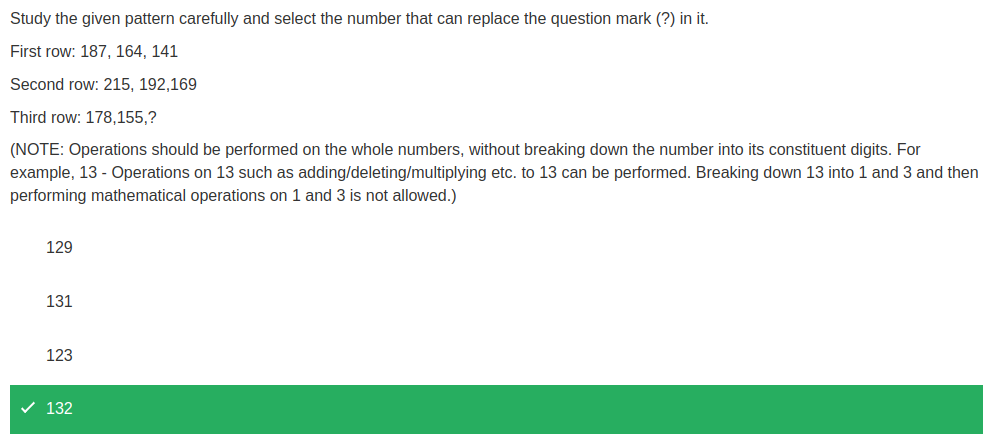 Study the given pattern carefully and select the number that can replace the question mark (?) in it.
First row: 187, 164, 141
Second row: 215, 192,169
Third row: 178,155,?
(NOTE: Operations should be performed on the whole numbers, without breaking down the number into its constituent digits. For
example, 13 - Operations on 13 such as adding/deleting/multiplying etc. to 13 can be performed. Breaking down 13 into 1 and 3 and then
performing mathematical operations on 1 and 3 is not allowed.)
129
131
123
132